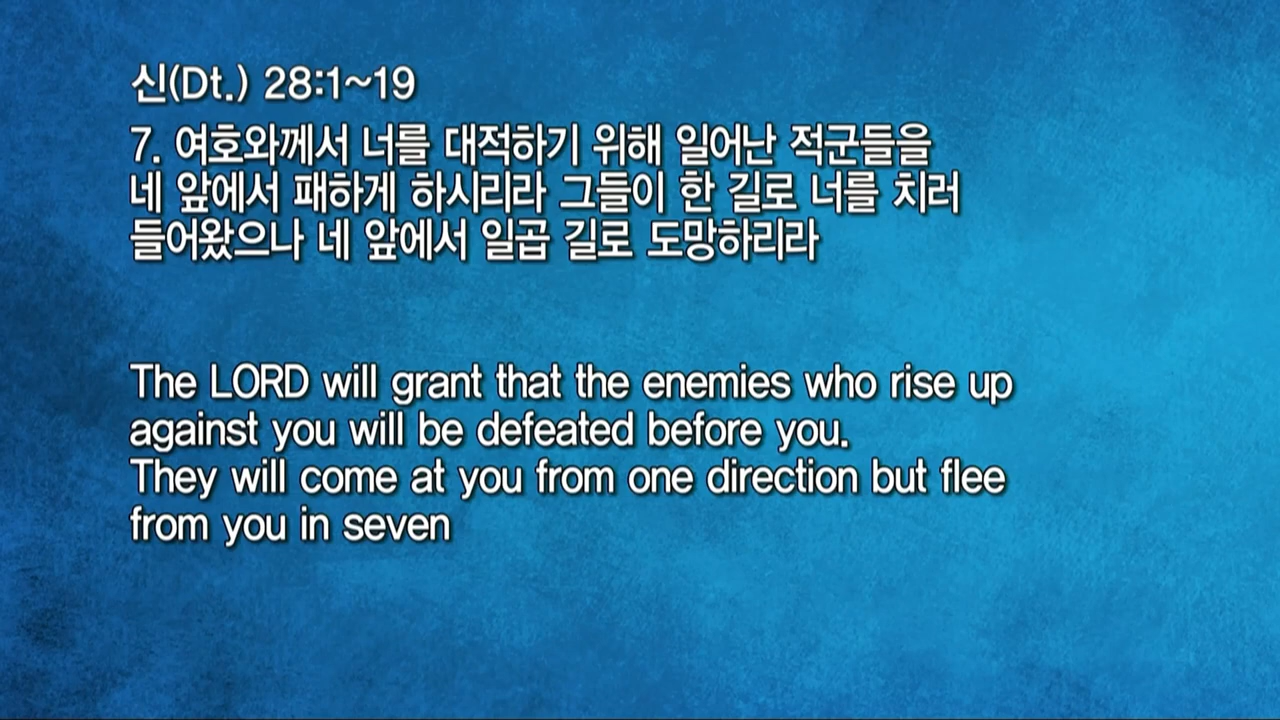 신(Dt.) 28:1~19
7. 여호와께서 너를 대적하기 위해 일어난 적군들을
네 앞에서 패하게 하시리라 그들이 한 길로 너를 치러
들어왔으나 네 앞에서 일곱 길로 도망하리라
The LORD will grant that the enemies who rise up
against you will be defeated before you.
They will come at you from one direction but flee
from you in seven